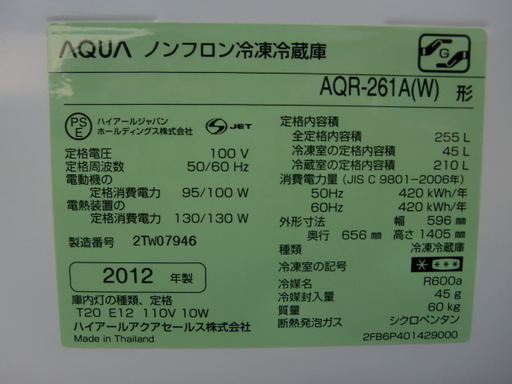 AQUA ノンフロン冷凍冷蔵庫
G
AQR-261A(W) 形
PS E ハイアールジャパン ホールディングス株式会社
S JET
定格電圧 100 V
定格周波数 50/60 Hz
電動機の
定格消費電力 95/100 W
電熱装置の
定格消費電力 130/130 W
製造番号 2TW07946
2012 年製
庫内灯の種類、定格
T20 E12 110V 10W
ハイアールアクアセールス株式会社
Made in Thailand
定格内容積
全定格内容積 255 L
冷凍室の定格内容積 45 L
冷蔵室の定格内容積 210 L
消費電力量 (JIS C 9801-2006年)
50Hz 420 kWh/年
60Hz 420 kWh/年
外形寸法 幅 596 ㎜
奥行 656 ㎜ 高さ 1405 ㎜
種類 冷凍冷蔵庫
冷凍室の記号
冷媒名 R600a
冷媒封入量 45 g
質量 60 kg
断熱発泡ガス シクロペンタン
2FB6P401429000